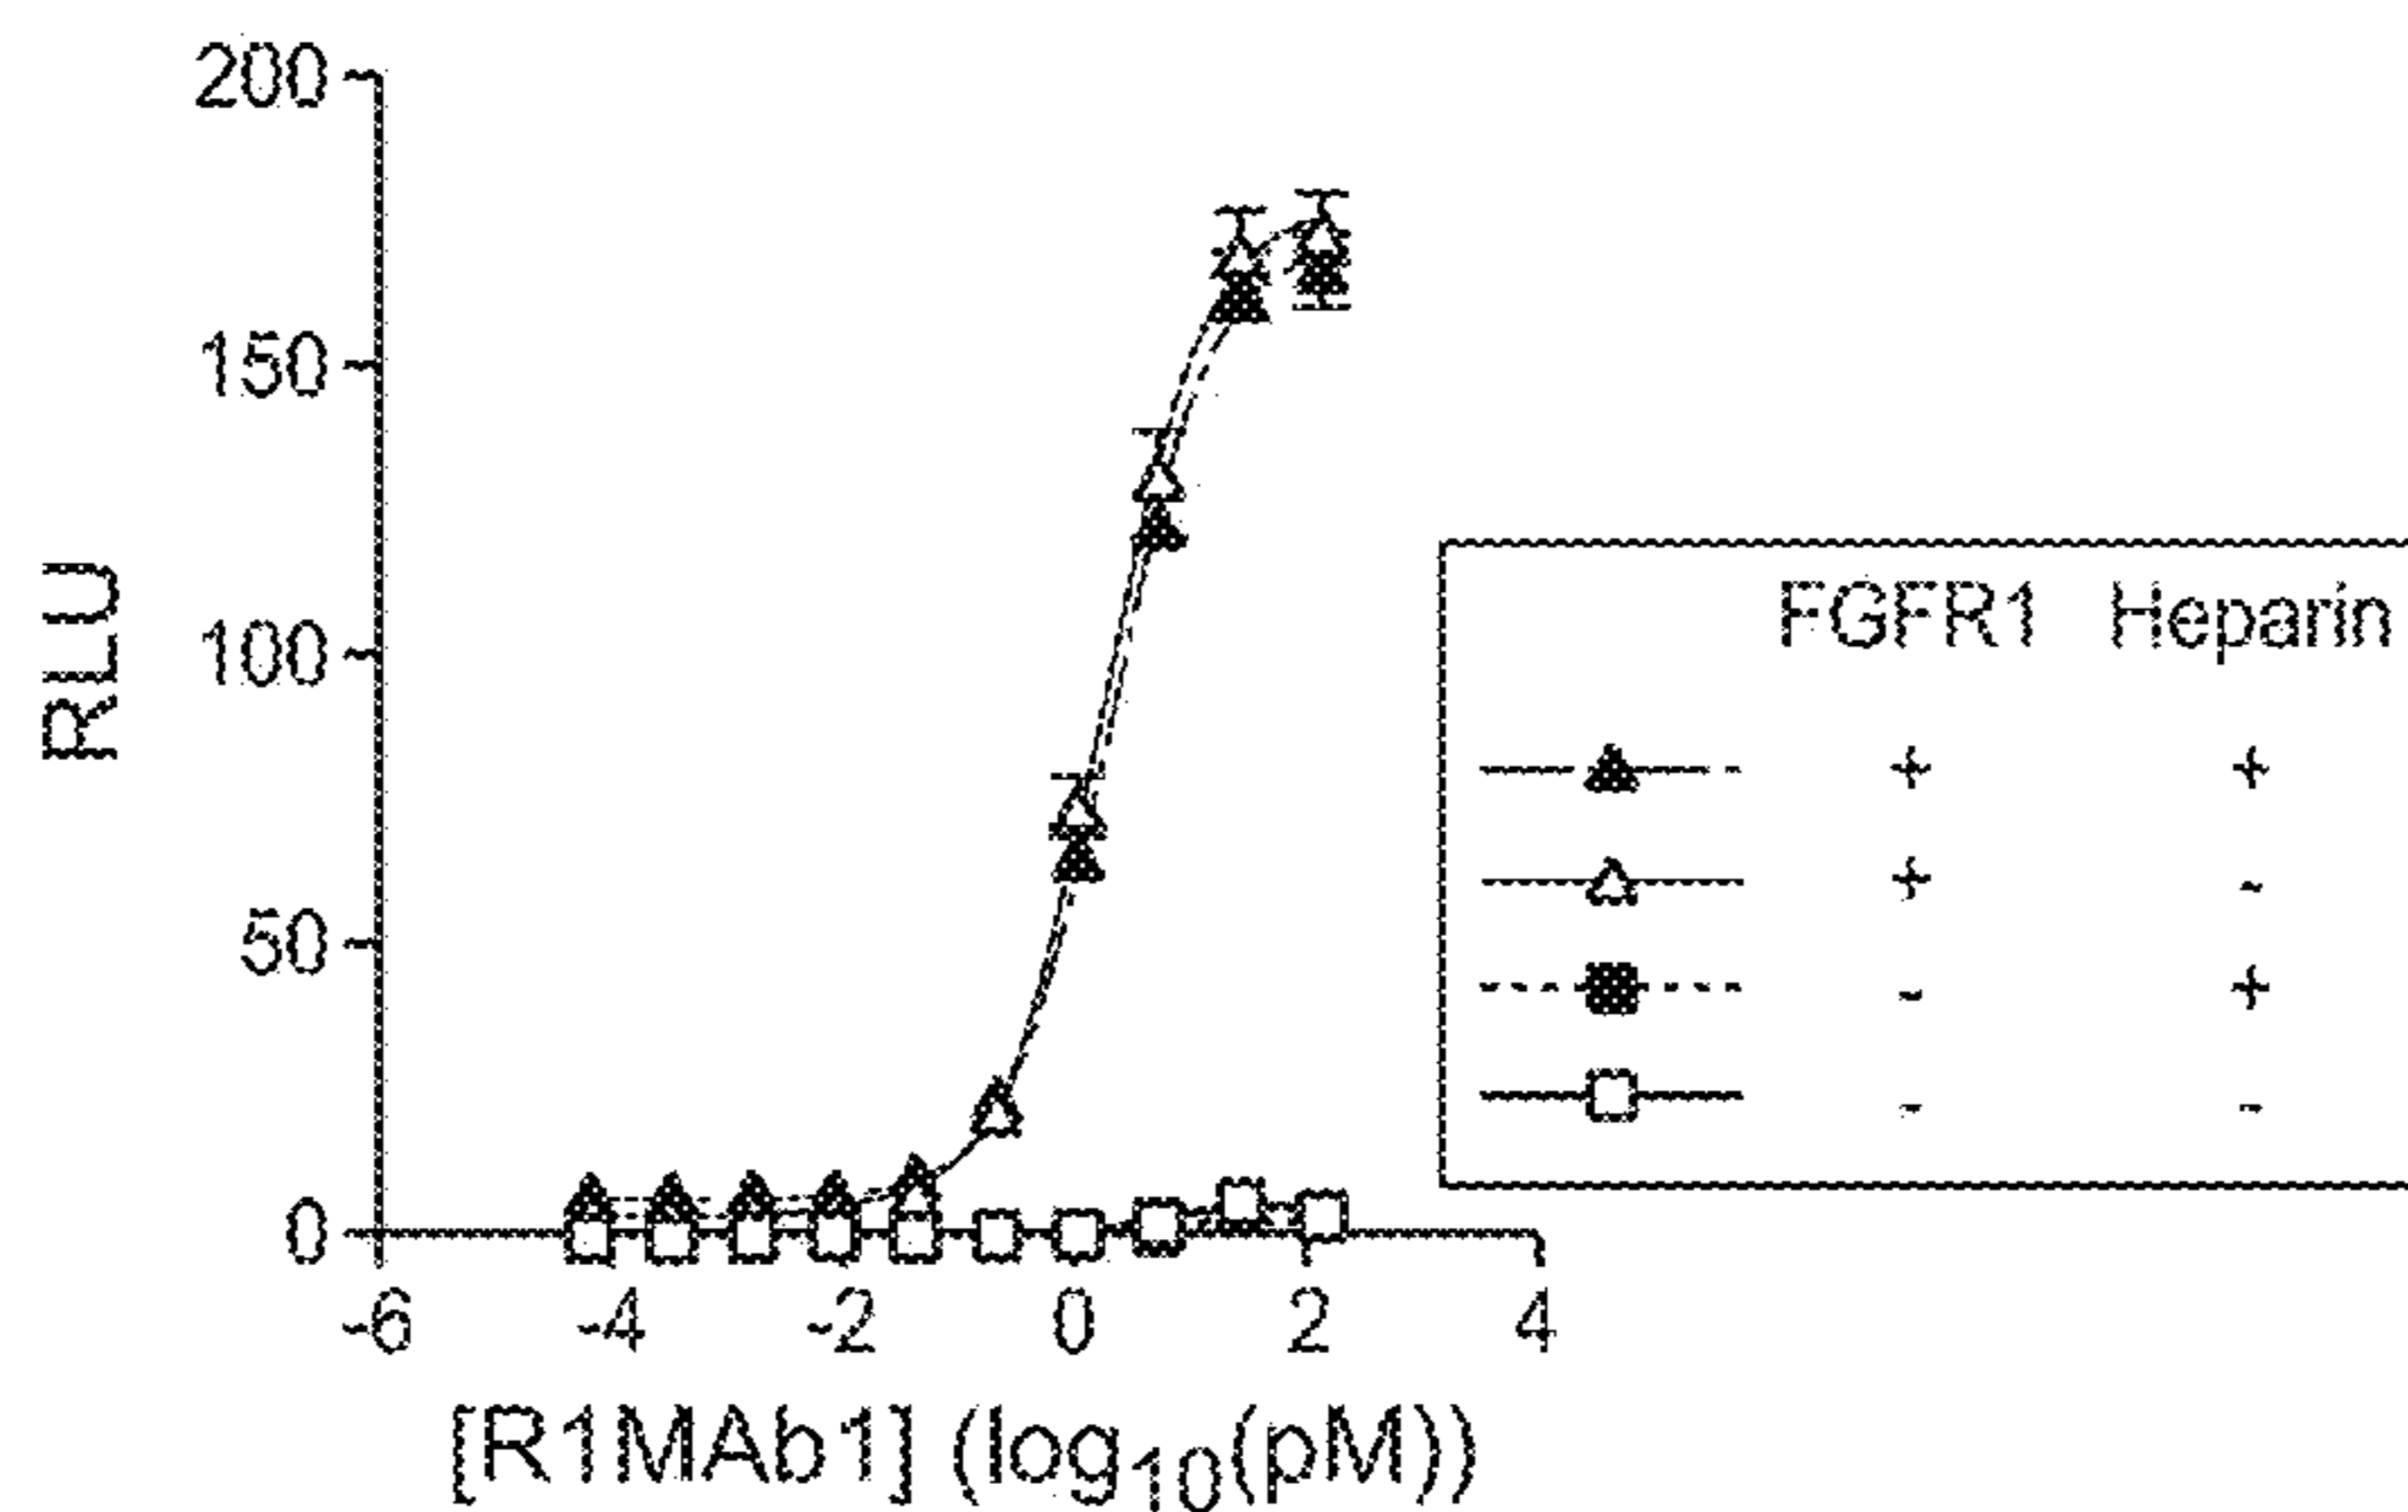 200
150
100
50
0
RLU
-6 -4 -2 0 2 4
[R1MAb1] (log10(pM))
FGFR1 Heparin
+ +
+ -
- +
- -